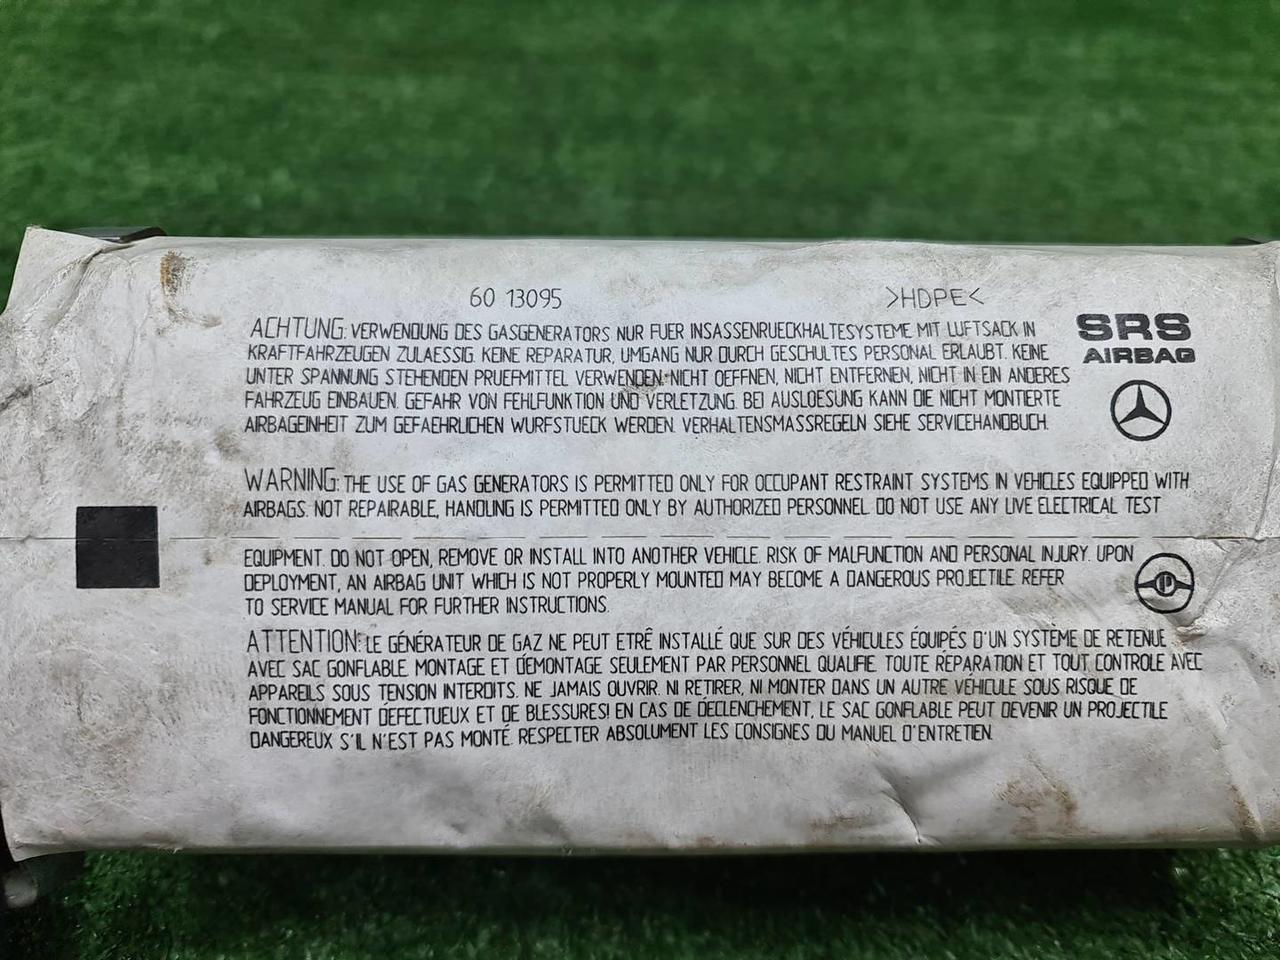 60 13095
>HDPE<
ACHTUNG: VERWENDUNG DES GASGENERATORS NUR FUER INSASSENRUECKHALTESYSTEME MIT LUFTSACK IN
KRAFTFAHRZEUGEN ZULAESSIG. KEINE REPARATUR, UMGANG NUR DURCH GESCHULTES PERSONAL ERLAUBT. KEINE
UNTER SPANNUNG STEHENDEN PRUEFMITTEL VERWENDEN. NICHT OEFFNEN, NICHT ENTFERNEN, NICHT IN EIN ANDERES
FAHRZEUG EINBAUEN. GEFAHR VON FEHLFUNKTION UND VERLETZUNG. BEI AUSLOESUNG KANN DIE NICHT MONTIERTE
AIRBAGEINHEIT ZUM GEFAEHRLICHEN WURFSTUECK WERDEN. VERHALTENSMASSREGELN SIEHE SERVICEHANDBUCH.
SRS
AIRBAG
WARNING: THE USE OF GAS GENERATORS IS PERMITTED ONLY FOR OCCUPANT RESTRAINT SYSTEMS IN VEHICLES EQUIPPED WITH
AIRBAGS. NOT REPAIRABLE, HANDLING IS PERMITTED ONLY BY AUTHORIZED PERSONNEL DO NOT USE ANY LIVE ELECTRICAL TEST
EQUIPMENT. DO NOT OPEN, REMOVE OR INSTALL INTO ANOTHER VEHICLE. RISK OF MALFUNCTION AND PERSONAL INJURY. UPON
DEPLOYMENT, AN AIRBAG UNIT WHICH IS NOT PROPERLY MOUNTED MAY BECOME A DANGEROUS PROJECTILE. REFER
TO SERVICE MANUAL FOR FURTHER INSTRUCTIONS.
P
ATTENTION: LE GÉNÉRATEUR DE GAZ NE PEUT ETRÊ INSTALLÉ QUE SUR DES VÉHICULES ÉQUIPÉS D'UN SYSTEME DE RETENUE
AVEC SAC GONFLABLE. MONTAGE ET DÉMONTAGE SEULEMENT PAR PERSONNEL QUALIFIE. TOUTE RÉPARATION ET TOUT CONTROLE AVEC
APPAREILS SOUS TENSION INTERDITS. NE JAMAIS OUVRIR. NI RETIRER, NI MONTER DANS UN AUTRE VEHICULE SOUS RISQUE DE
FONCTIONNEMENT DÉFECTUEUX ET DE BLESSURES! EN CAS DE DÉCLENCHEMENT, LE SAC GONFLABLE PEUT DEVENIR UN PROJECTILE
DANGEREUX S'IL N'EST PAS MONTÉ. RESPECTER ABSOLUMENT LES CONSIGNES DU MANUEL D'ENTRETIEN.